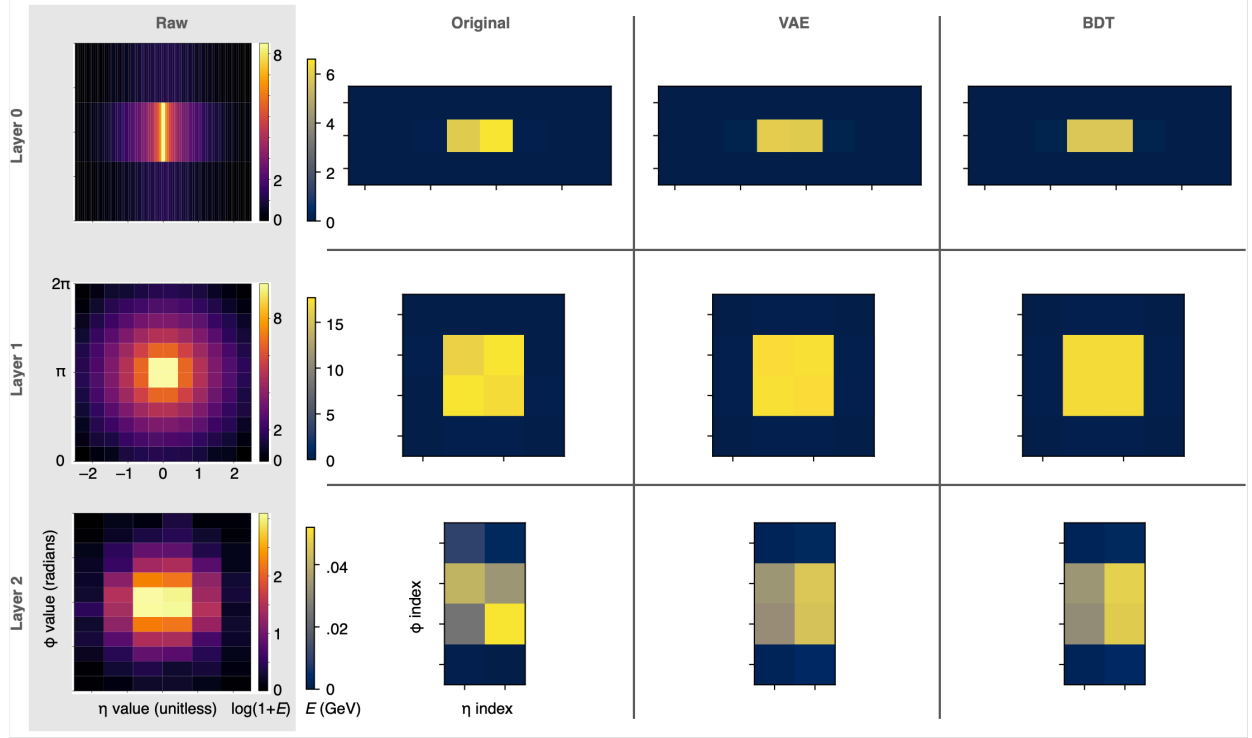 Raw
Original
VAE
BDT
Layer 0
8
2
0
6
4
2
0
Layer 1
2π
π
0
−2
−1
0
1
2
8
2
0
15
10
5
0
Layer 2
φ value (radians)
2
1
0
.04
.02
0
φ index
η value (unitless)
log(1+E)
E (GeV)
η index